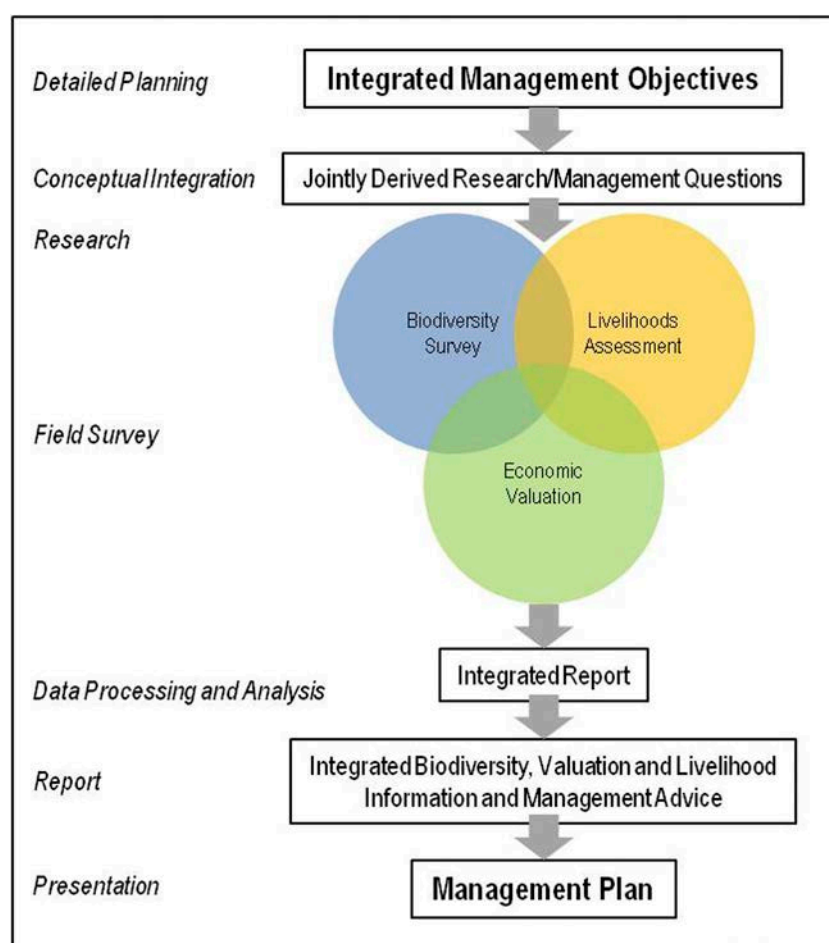 Detailed Planning
Integrated Management Objectives
Conceptual Integration
Jointly Derived Research/Management Questions
Research
Biodiversity
Survey
Livelihoods
Assessment
Field Survey
Economic
Valuation
Integrated Report
Data Processing and Analysis
Report
Integrated Biodiversity, Valuation and Livelihood
Information and Management Advice
Presentation
Management Plan